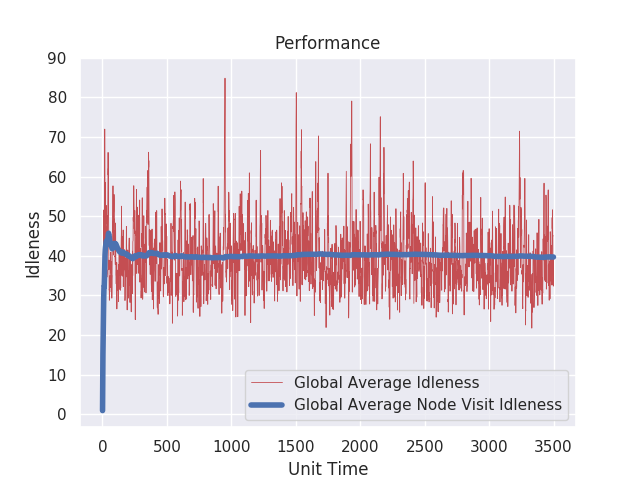 Performance
90
80
70
60
50
40
30
20
10
0
Idleness
Global Average Idleness
Global Average Node Visit Idleness
0 500 1000 1500 2000 2500 3000 3500
Unit Time